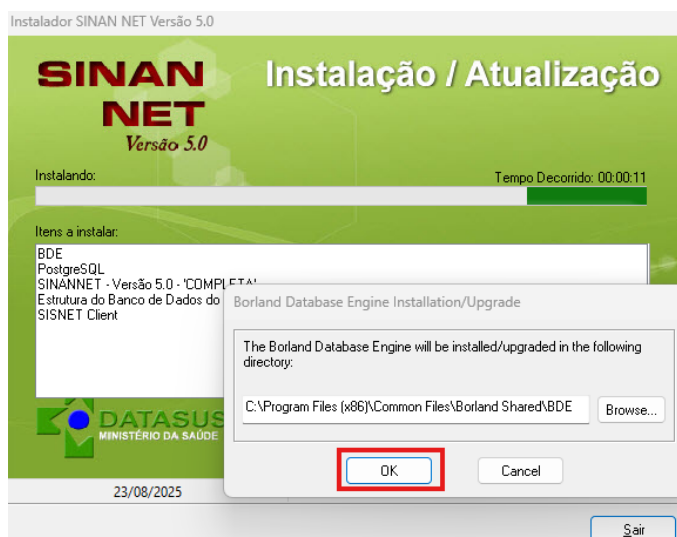 Instalador SINAN NET Versão 5.0
SINAN
NET
Versão 5.0
Instalação / Atualização
Instalando:
Tempo Decorrido: 00:00:11
Itens a instalar:
BDE
PostgreSQL
SINANNET - Versão 5.0 - 'COMPLETA'
Estrutura do Banco de Dados do
SISNET Client
Borland Database Engine Installation/Upgrade
The Borland Database Engine will be installed/upgraded in the following
directory:
C:\Program Files (x86)\Common Files\Borland Shared\BDE
Browse...
OK
Cancel
DATASUS
MINISTÉRIO DA SAÚDE
23/08/2025
Sair